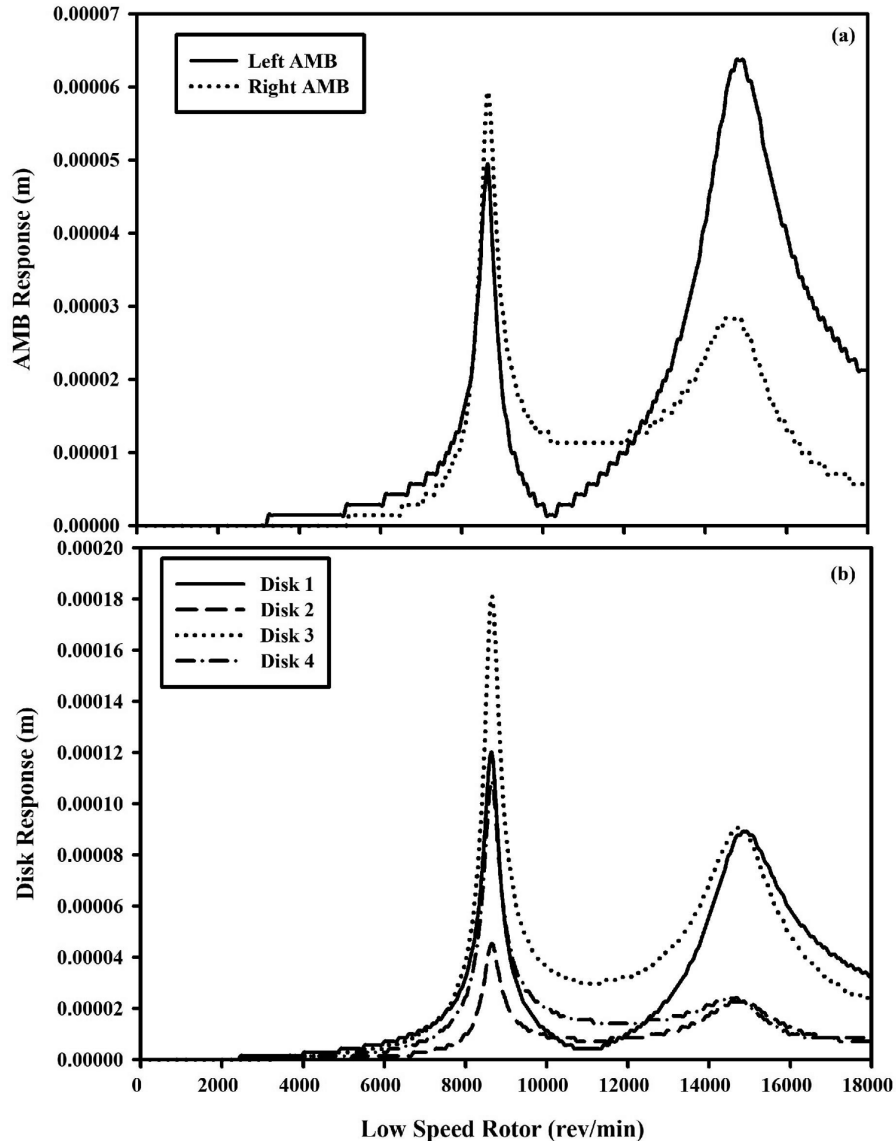 (a)
Left AMB
Right AMB
AMB Response (m)
0.00007
0.00006
0.00005
0.00004
0.00003
0.00002
0.00001
0.00000
(b)
Disk 1
Disk 2
Disk 3
Disk 4
Disk Response (m)
0.00020
0.00018
0.00016
0.00014
0.00012
0.00010
0.00008
0.00006
0.00004
0.00002
0.00000
0 2000 4000 6000 8000 10000 12000 14000 16000 18000
Low Speed Rotor (rev/min)